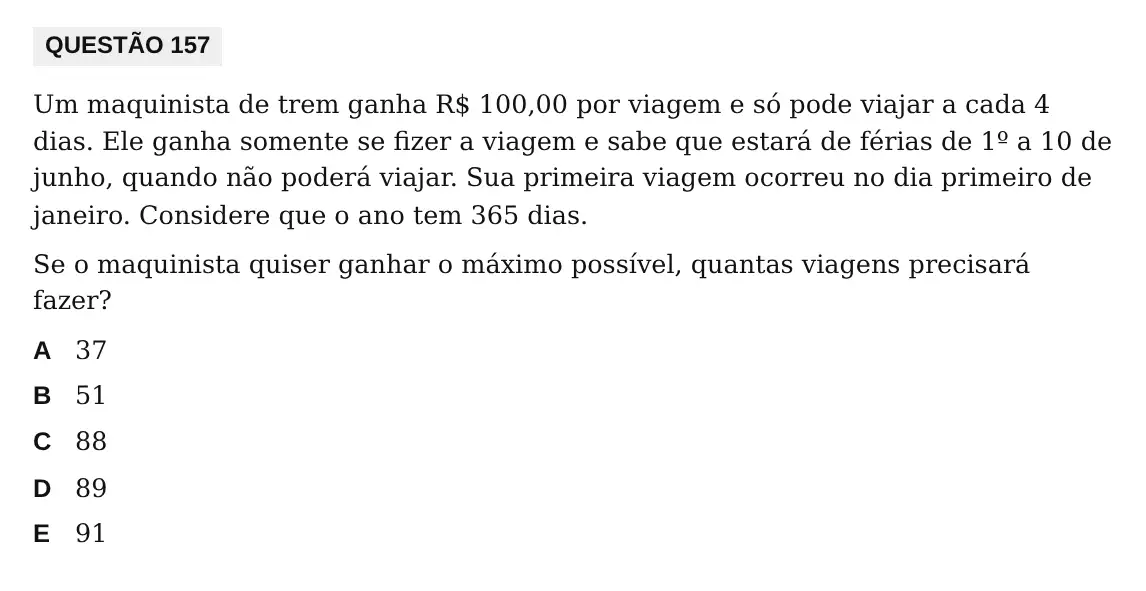 QUESTÃO 157
Um maquinista de trem ganha R$ 100,00 por viagem e só pode viajar a cada 4
dias. Ele ganha somente se fizer a viagem e sabe que estará de férias de 1º a 10 de
junho, quando não poderá viajar. Sua primeira viagem ocorreu no dia primeiro de
janeiro. Considere que o ano tem 365 dias.
Se o maquinista quiser ganhar o máximo possível, quantas viagens precisará
fazer?
A 37
B 51
C 88
D 89
E 91